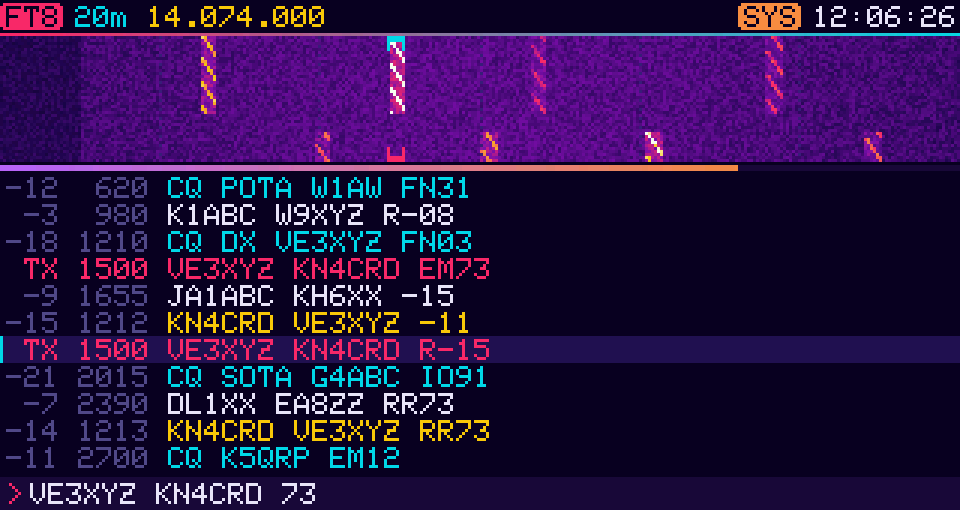 FT8 20m 14.074.000 SYS 12:06:26
-12 620 CQ POTA W1AW FN31
-3 980 K1ABC W9XYZ R-08
-18 1210 CQ DX VE3XYZ FN03
TX 1500 VE3XYZ KN4CRD EM73
-9 1655 JA1ABC KH6XX -15
-15 1212 KN4CRD VE3XYZ -11
TX 1500 VE3XYZ KN4CRD R-15
-21 2015 CQ SOTA G4ABC IO91
-7 2390 DL1XX EA8ZZ RR73
-14 1213 KN4CRD VE3XYZ RR73
-11 2700 CQ K5QRP EM12
>VE3XYZ KN4CRD 73